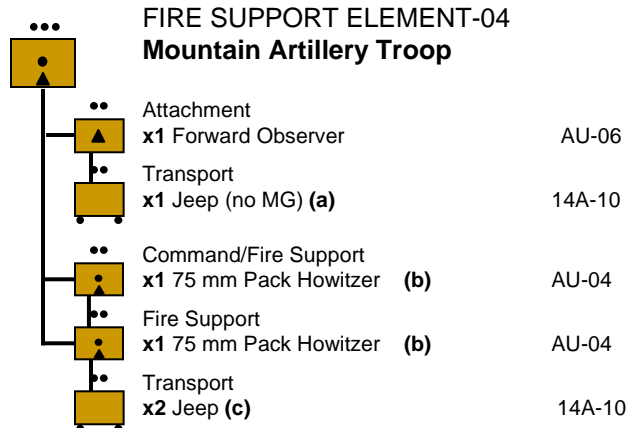 FIRE SUPPORT ELEMENT-04
Mountain Artillery Troop
Attachment
x1 Forward Observer AU-06
Transport
x1 Jeep (no MG) (a) 14A-10
Command/Fire Support
x1 75 mm Pack Howitzer (b) AU-04
Fire Support
x1 75 mm Pack Howitzer (b) AU-04
Transport
x2 Jeep (c) 14A-10